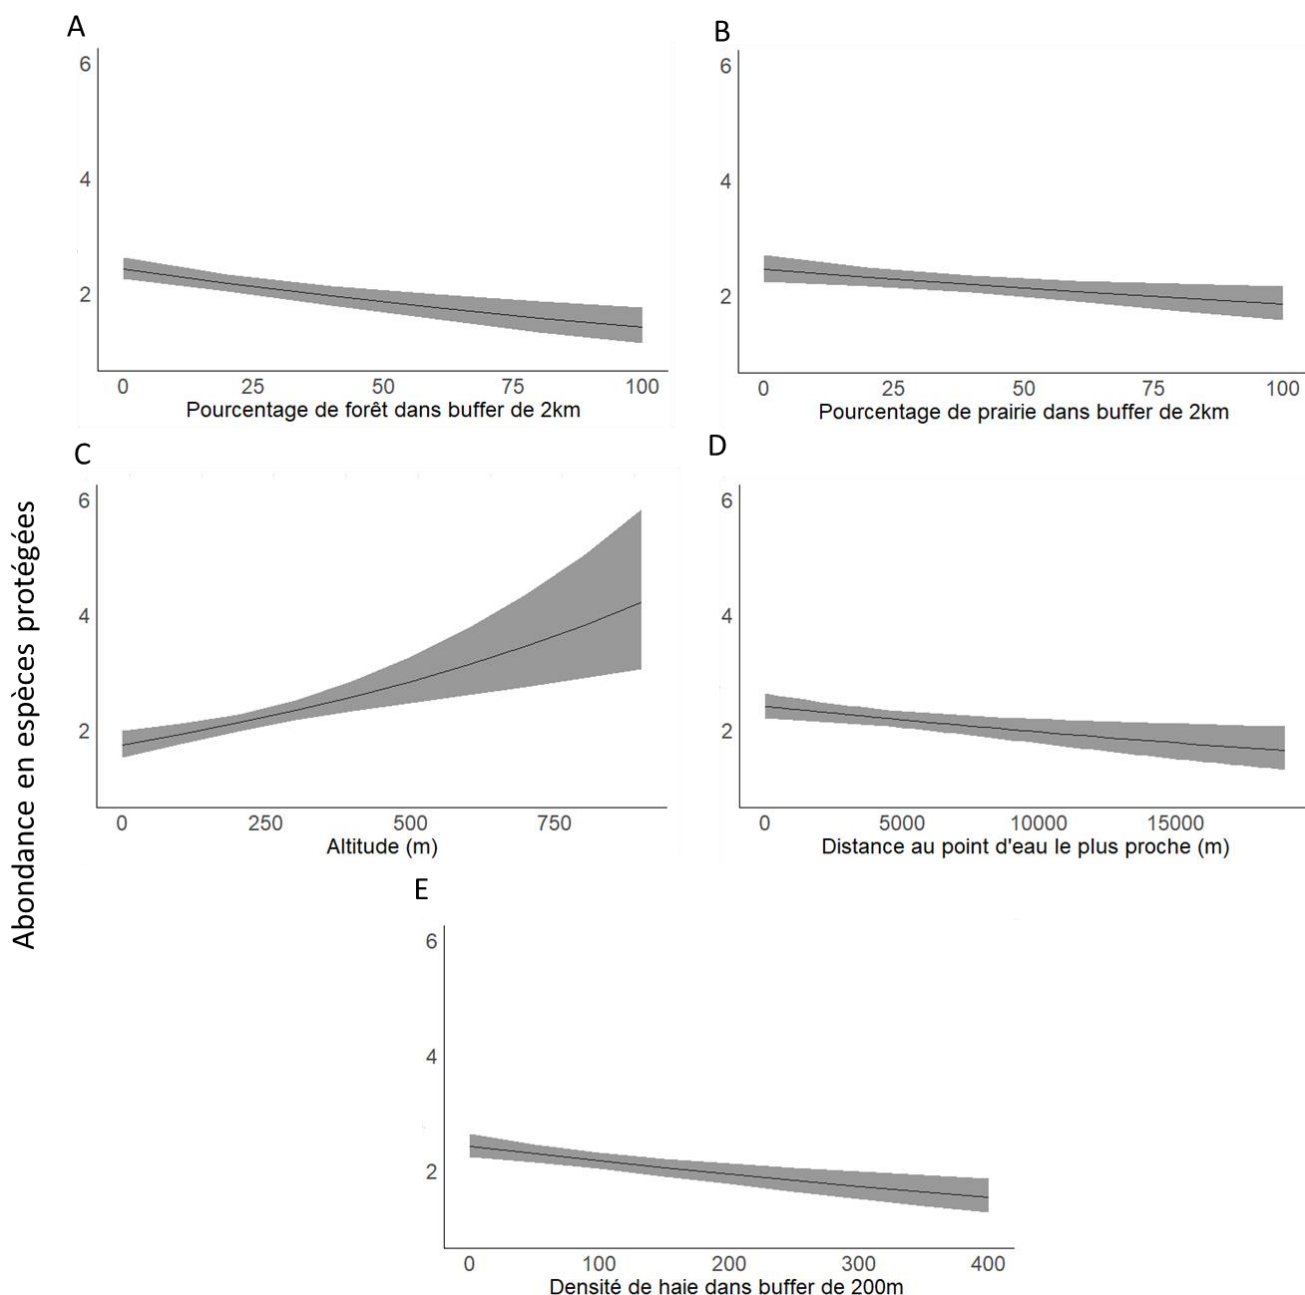 A
6
4
2
0 25 50 75 100
Pourcentage de forêt dans buffer de 2km
B
6
4
2
0 25 50 75 100
Pourcentage de prairie dans buffer de 2km
Abondance en espèces protégées
C
6
4
2
0 250 500 750
Altitude (m)
D
6
4
2
0 5000 10000 15000
Distance au point d'eau le plus proche (m)
E
6
4
2
0 100 200 300 400
Densité de haie dans buffer de 200m